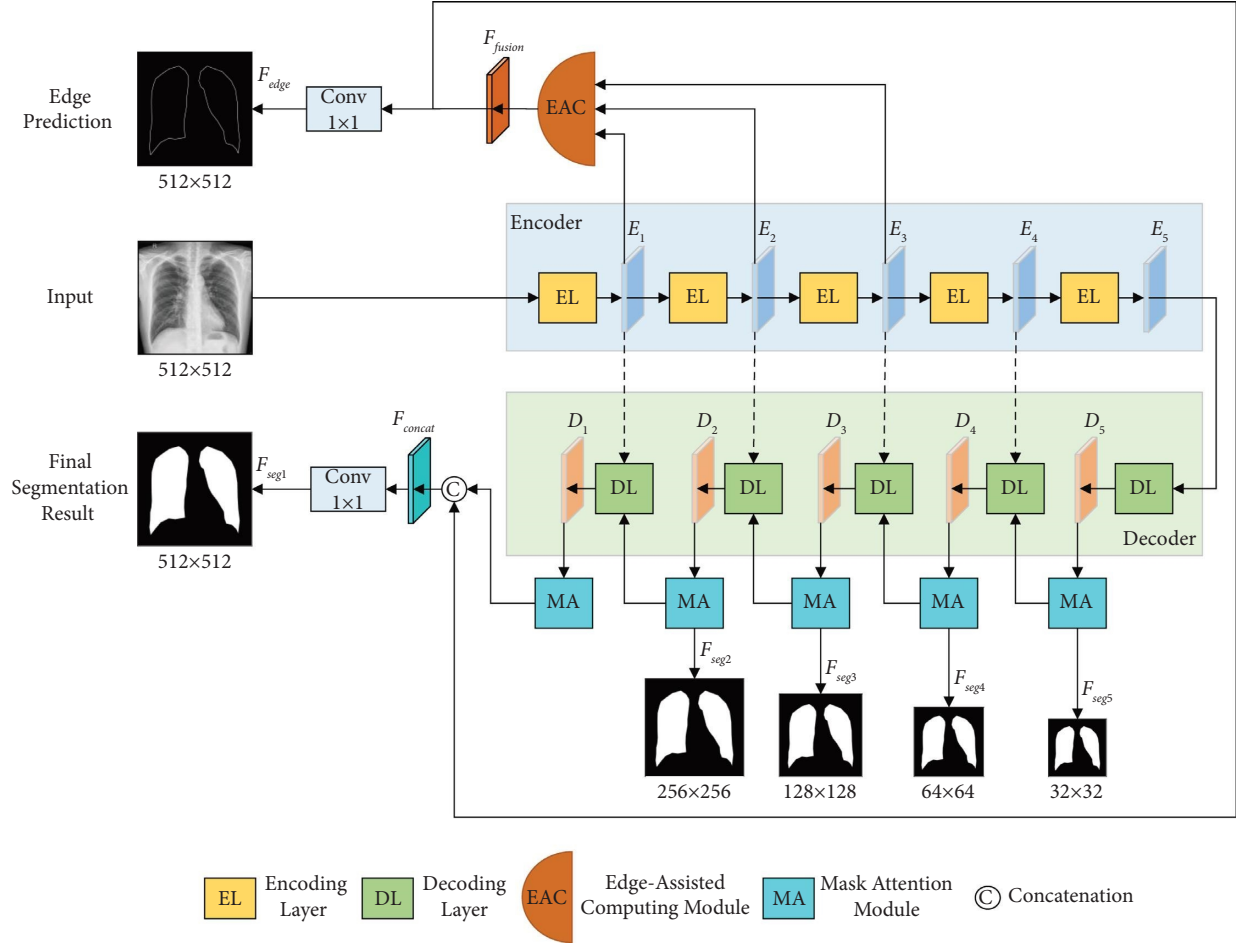 Edge
Prediction
512×512
F_edge
Conv
1×1
F_fusion
EAC
Input
512×512
Encoder
EL
E_1
EL
E_2
EL
E_3
EL
E_4
EL
E_5
Final
Segmentation
Result
512×512
F_seg1
Conv
1×1
F_concat
C
D_1
DL
D_2
DL
D_3
DL
D_4
DL
D_5
DL
Decoder
MA
MA
MA
MA
MA
F_seg2
F_seg3
F_seg4
F_seg5
256×256
128×128
64×64
32×32
EL
Encoding
Layer
DL
Decoding
Layer
EAC
Edge-Assisted
Computing Module
MA
Mask Attention
Module
C
Concatenation